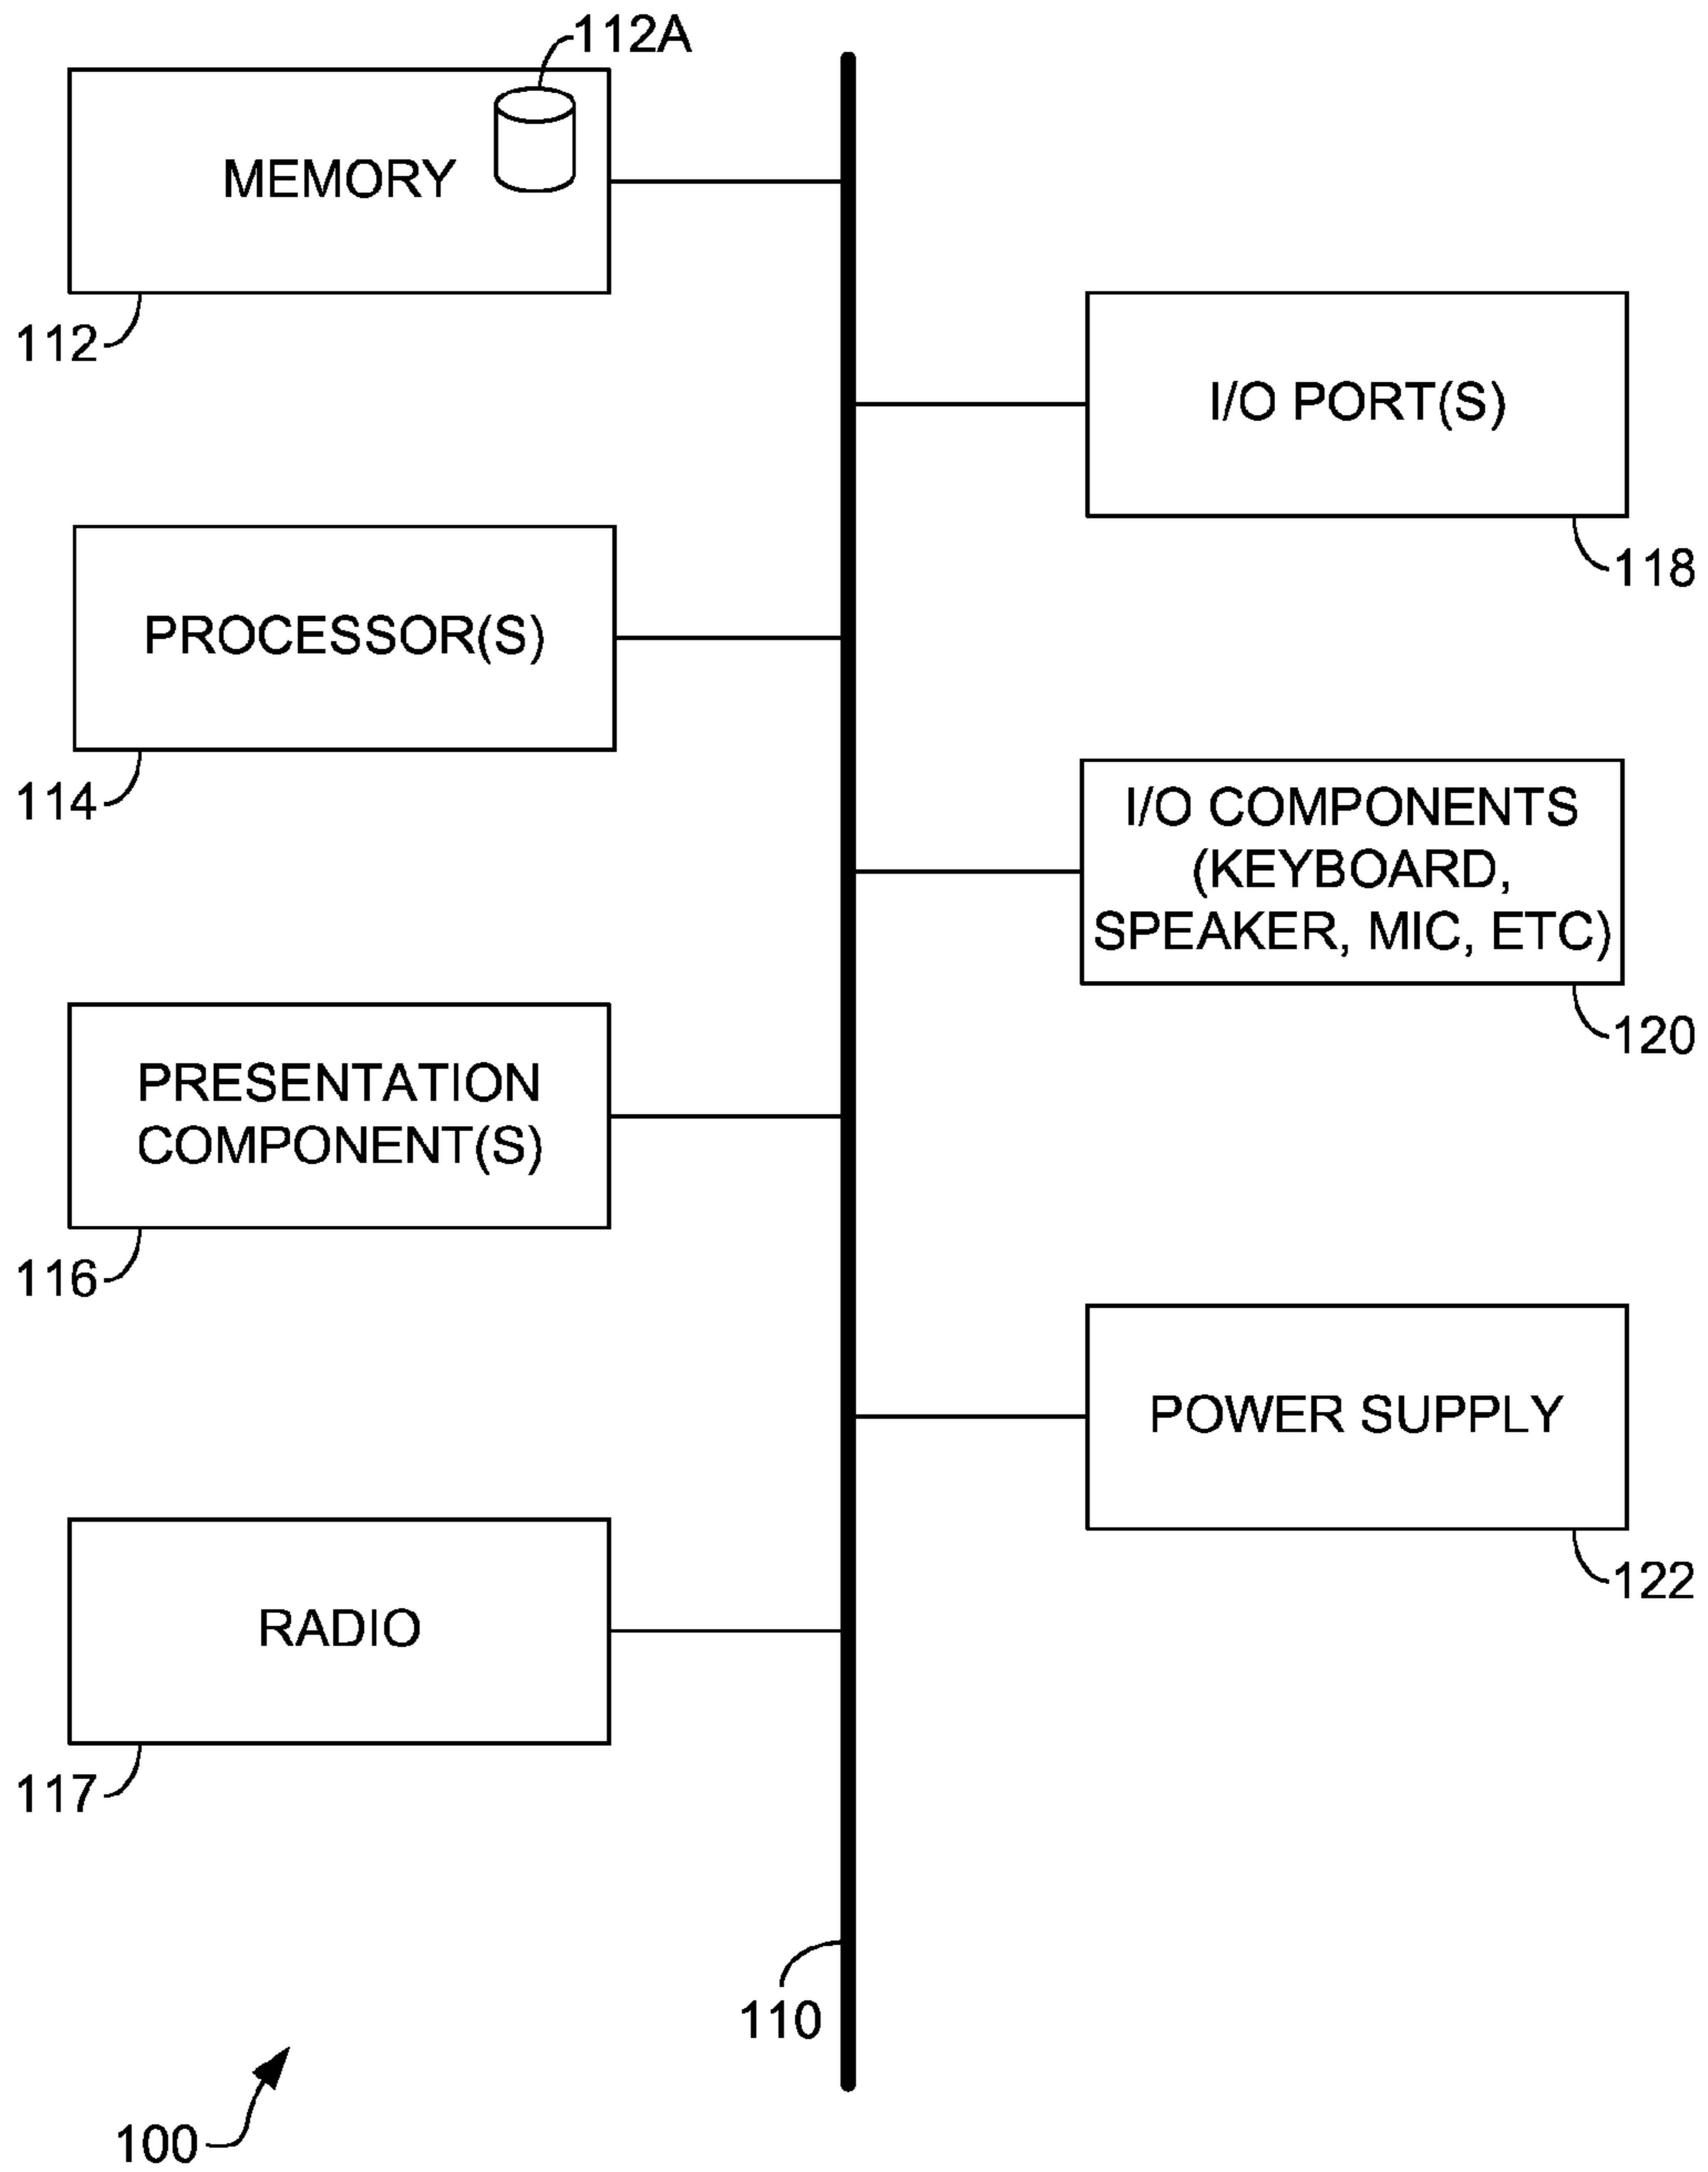 112A
MEMORY
112
I/O PORT(S)
118
PROCESSOR(S)
114
I/O COMPONENTS
(KEYBOARD,
SPEAKER, MIC, ETC)
120
PRESENTATION
COMPONENT(S)
116
POWER SUPPLY
122
RADIO
117
110
100